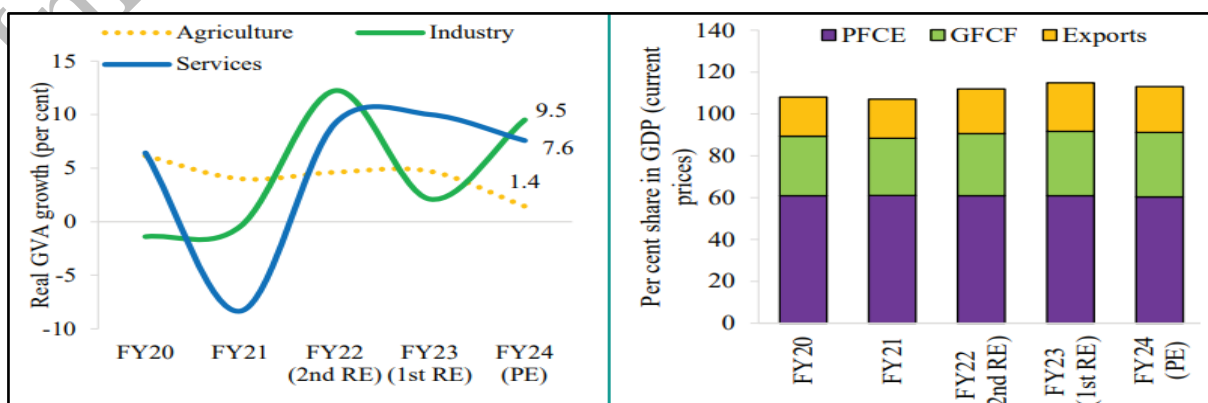 Agriculture Industry
Services
Real GVA growth (per cent)
15
10
5
0
-5
-10
9.5
7.6
1.4
FY20 FY21 FY22 FY23 FY24
(2nd RE) (1st RE) (PE)
Per cent share in GDP (current
prices)
PFCE GFCF Exports
140
120
100
80
60
40
20
0
FY20
FY21
FY22
2nd RE)
FY23
(1st RE)
FY24
(PE)